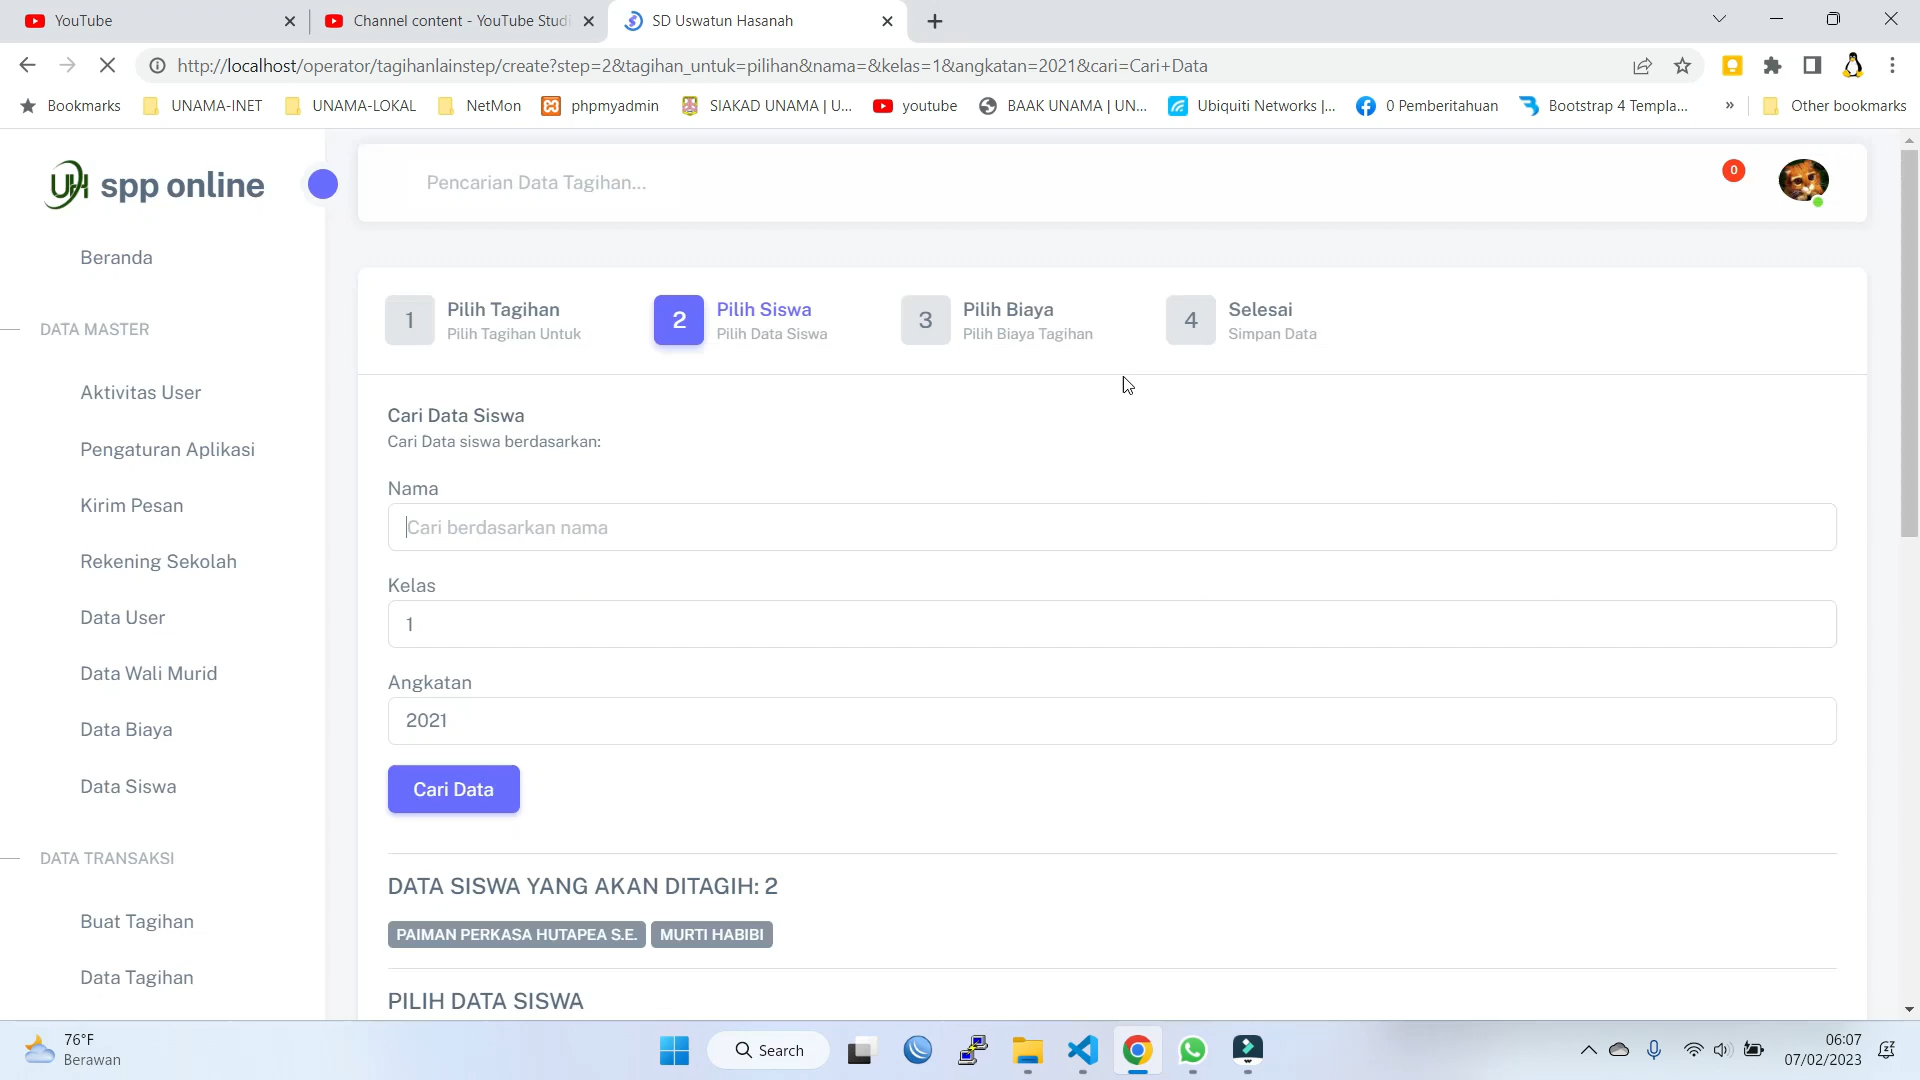 YouTube
Channel content - YouTube Studi
SD Uswatun Hasanah
http://localhost/operator/tagihanlainstep/create?step=2&tagihan_untuk=pilihan&nama=&kelas=1&angkatan=2021&cari=Cari+Data
Bookmarks
UNAMA-INET
UNAMA-LOKAL
NetMon
phpmyadmin
SIAKAD UNAMA | U...
youtube
BAAK UNAMA | UN...
Ubiquiti Networks |...
0 Pemberitahuan
Bootstrap 4 Templa...
»
Other bookmarks
UH spp online
Pencarian Data Tagihan...
0
Beranda
DATA MASTER
Aktivitas User
Pengaturan Aplikasi
Kirim Pesan
Rekening Sekolah
Data User
Data Wali Murid
Data Biaya
Data Siswa
DATA TRANSAKSI
Buat Tagihan
Data Tagihan
1
Pilih Tagihan
Pilih Tagihan Untuk
2
Pilih Siswa
Pilih Data Siswa
3
Pilih Biaya
Pilih Biaya Tagihan
4
Selesai
Simpan Data
Cari Data Siswa
Cari Data siswa berdasarkan:
Nama
Cari berdasarkan nama
Kelas
1
Angkatan
2021
Cari Data
DATA SISWA YANG AKAN DITAGIH: 2
PAIMAN PERKASA HUTAPEA S.E.
MURTI HABIBI
PILIH DATA SISWA
76°F
Berawan
Search
06:07
07/02/2023